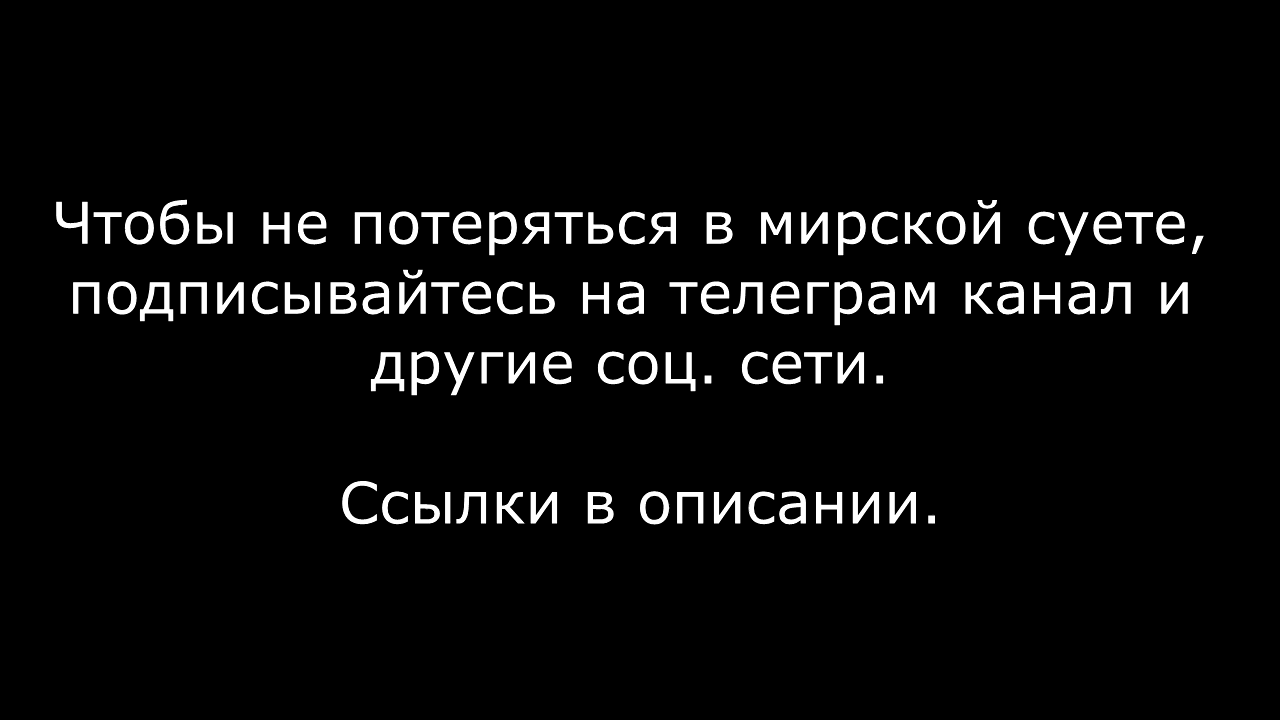 Чтобы не потеряться в мирской суете,
подписывайтесь на телеграм канал и
другие соц. сети.
Ссылки в описании.